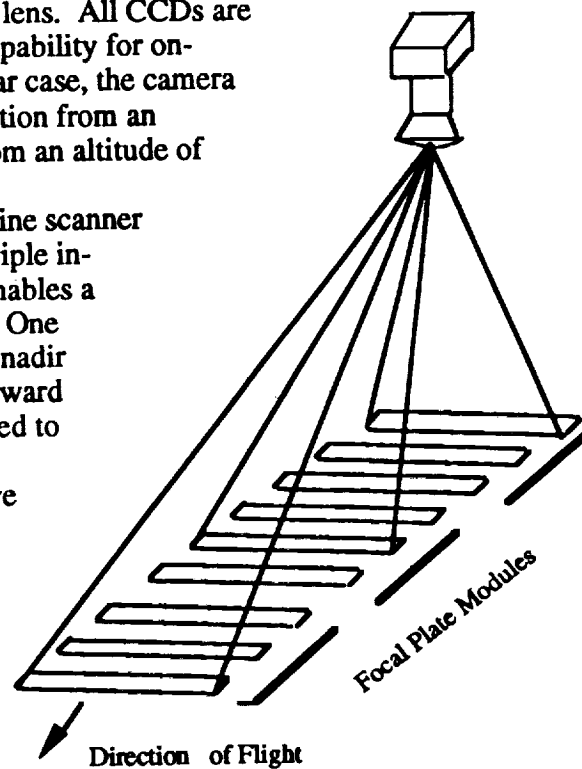 lens. All CCDs are
pability for on-
ar case, the camera
tion from an
om an altitude of
ine scanner
iple in-
nables a
One
nadir
ward
ed to
e
Focal Plate Modules
Direction of Flight